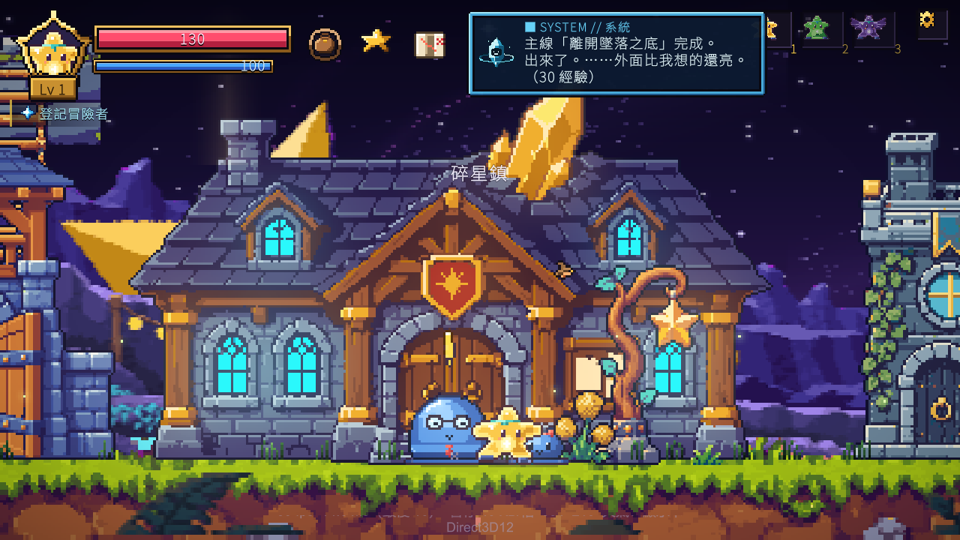 130
100
Lv 1
登記冒險者
SYSTEM // 系統
主線「離開墜落之底」完成。
出來了。……外面比我想的還亮。
（30 經驗）
1
2
3
碎星鎮
Direct3D12